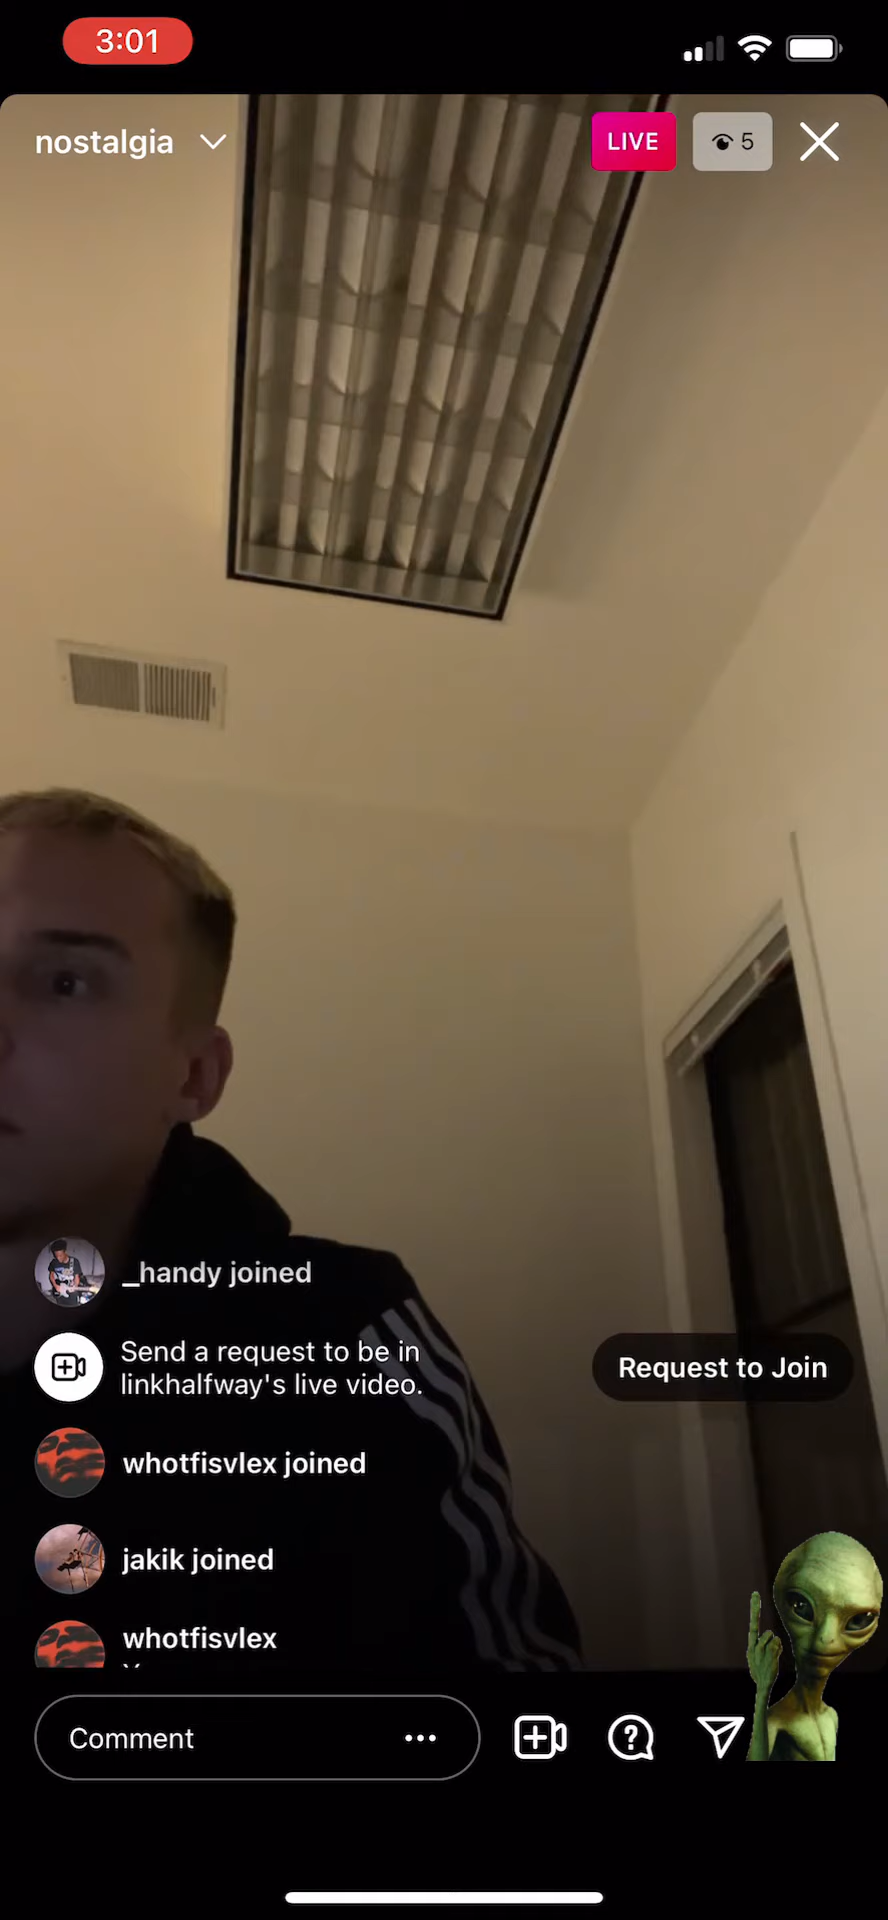 3:01
nostalgia
LIVE
5
_handy joined
Send a request to be in
linkhalfway's live video.
Request to Join
whotfisvlex joined
jakik joined
whotfisvlex
Comment